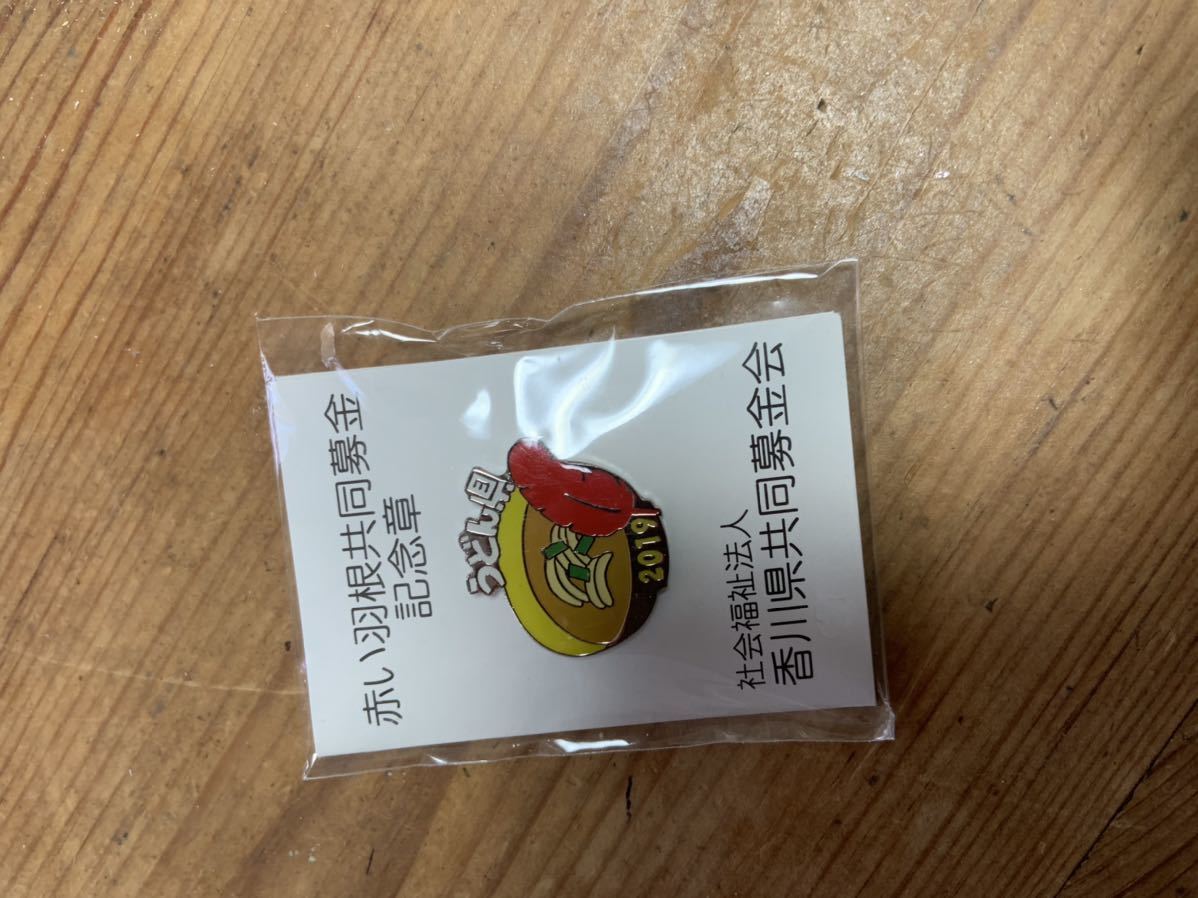 赤い羽根共同募金
記念章
うどん県
2019
社会福祉法人
香川県共同募金会